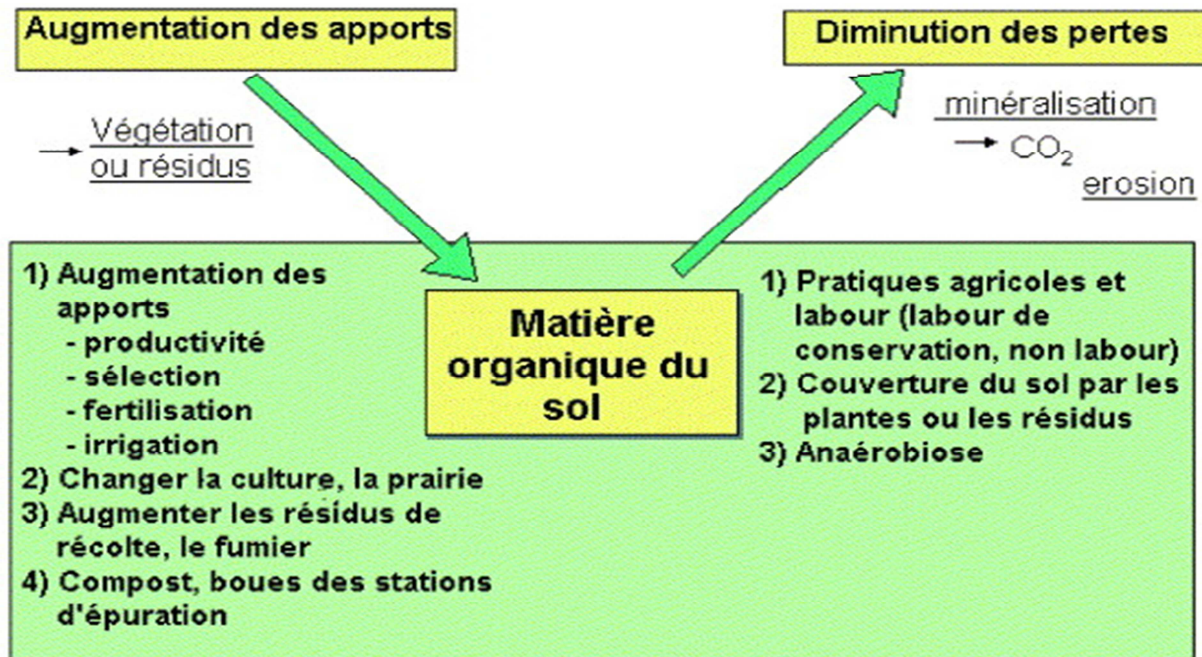 Augmentation des apports
Diminution des pertes
→ Végétation
ou résidus
minéralisation
→ CO₂
erosion
1) Augmentation des
apports
- productivité
- sélection
- fertilisation
- irrigation
2) Changer la culture, la prairie
3) Augmenter les résidus de
récolte, le fumier
4) Compost, boues des stations
d'épuration
Matière
organique du
sol
1) Pratiques agricoles et
labour (labour de
conservation, non labour)
2) Couverture du sol par les
plantes ou les résidus
3) Anaérobiose